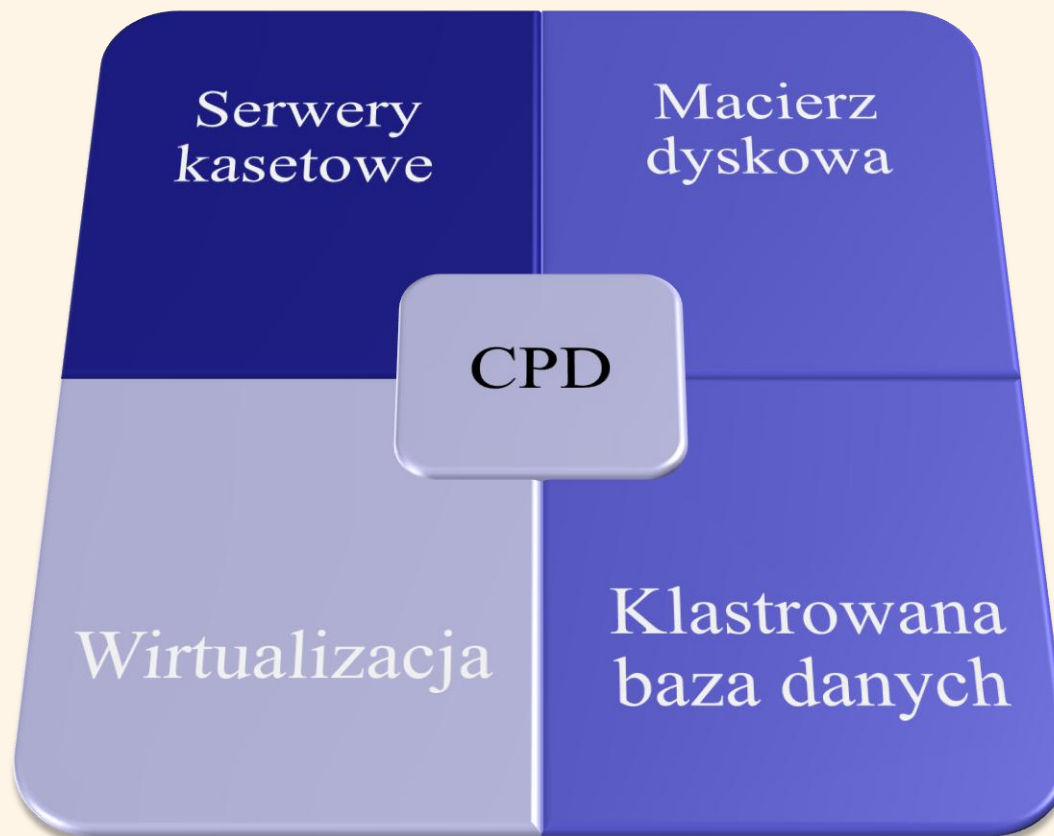 Serwery
kasetowe
Macierz
dyskowa
CPD
Wirtualizacja
Klastrowana
baza danych